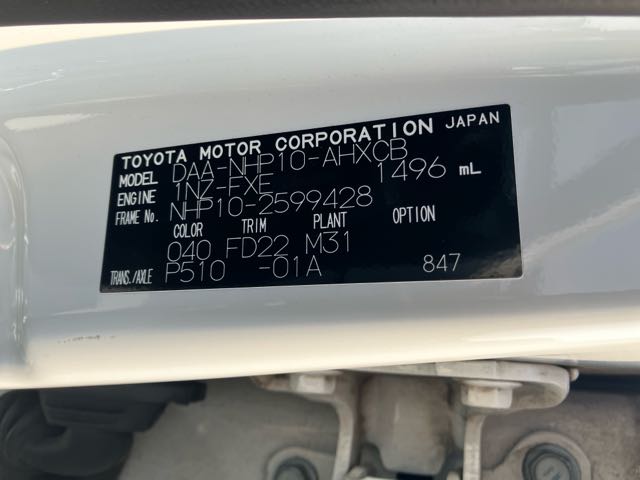 TOYOTA MOTOR CORPORATION JAPAN
MODEL DAA-NHP10-AHXCB
ENGINE 1NZ-FXE 1496 mL
FRAME No. NHP10-2599428
COLOR TRIM PLANT OPTION
040 FD22 M31
TRANS./AXLE P510 -01A 847